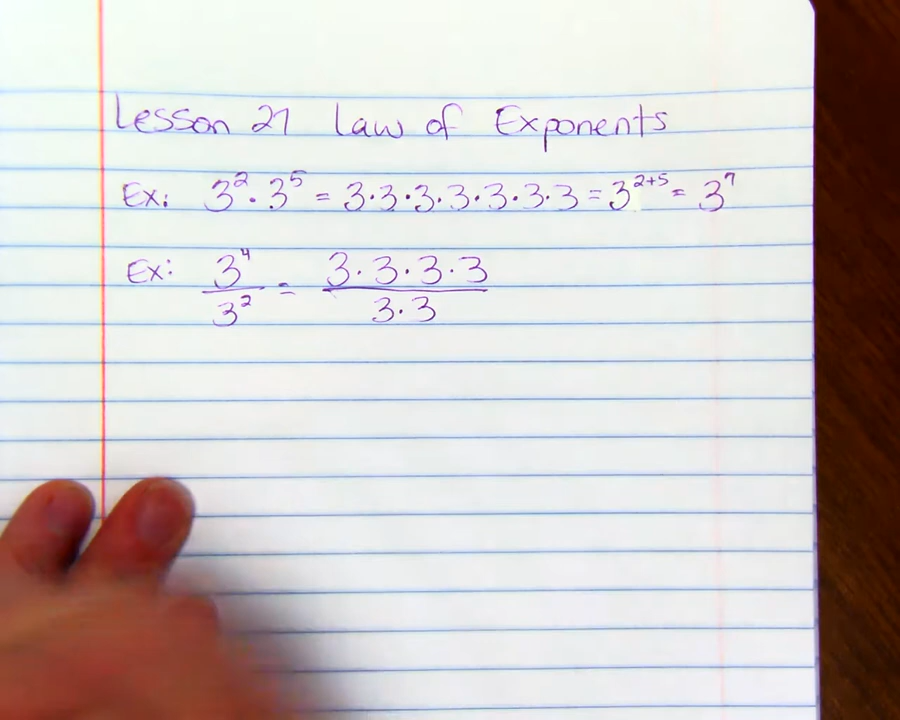 Lesson 21 law of Exponents
Ex: 3² · 3⁵ = 3·3·3·3·3·3·3 = 3²⁺⁵ = 3⁷
Ex: 3⁴/3² = 3·3·3·3/3·3